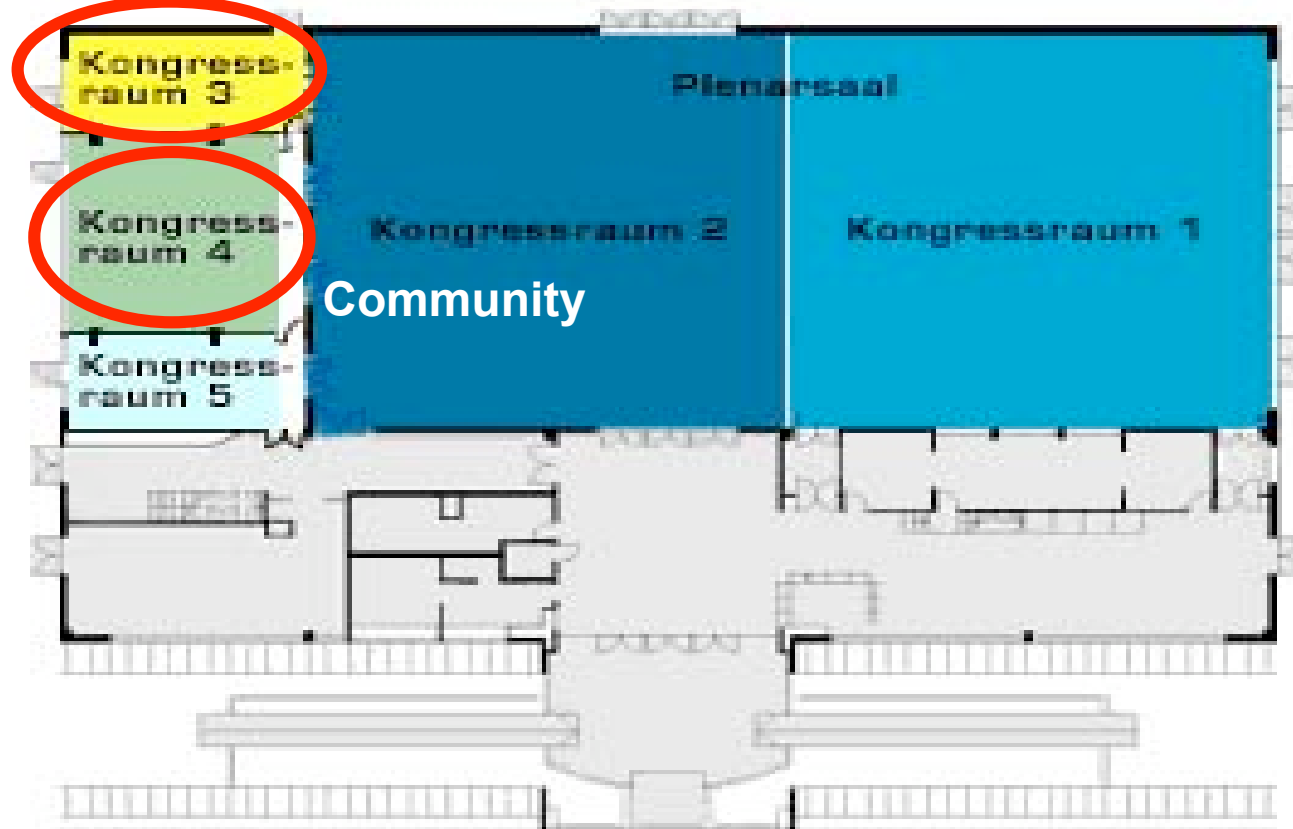 Kongress-
raum 3
Plenarsaal
Kongress-
raum 4
Kongressraum 2
Kongressraum 1
Community
Kongress-
raum 5